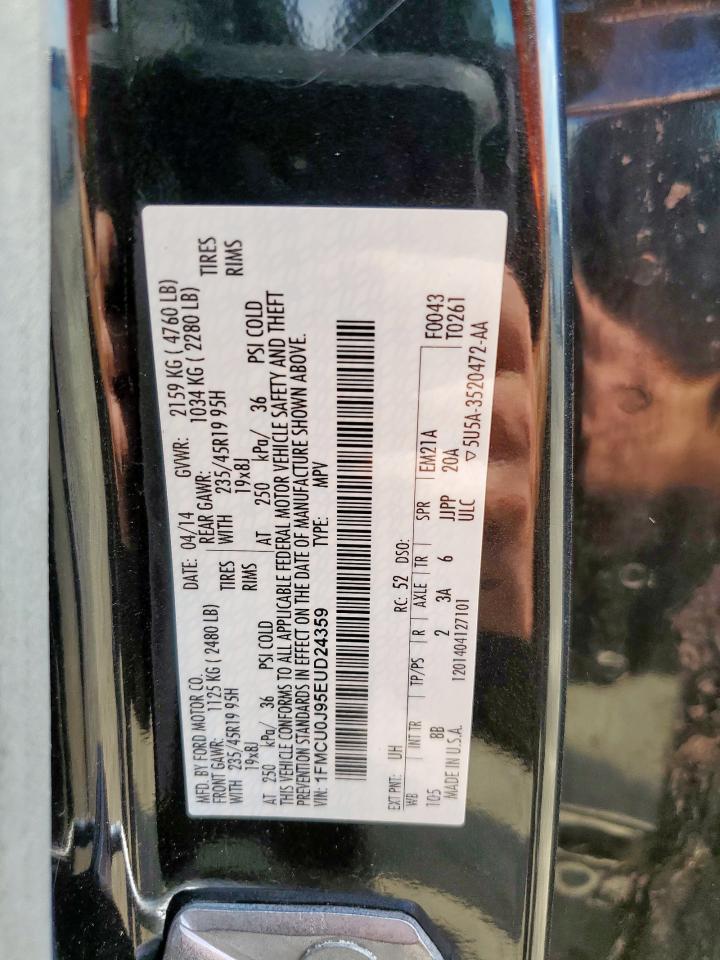 MFD. BY FORD MOTOR CO.
DATE: 04/14 GVWR: 2159 KG ( 4760 LB)
FRONT GAWR: 1125 KG ( 2480 LB) REAR GAWR: 1034 KG ( 2280 LB)
WITH 235/45R19 95H TIRES WITH 235/45R19 95H TIRES
19x8J RIMS 19x8J RIMS
AT 250 kPa/ 36 PSI COLD AT 250 kPa/ 36 PSI COLD
THIS VEHICLE CONFORMS TO ALL APPLICABLE FEDERAL MOTOR VEHICLE SAFETY AND THEFT
PREVENTION STANDARDS IN EFFECT ON THE DATE OF MANUFACTURE SHOWN ABOVE.
VIN: 1FMCU0J95EUD24359 TYPE: MPV
EXT PNT: UH RC: 52 DSO:
WB INT TR TP/PS R AXLE TR SPR EM21A F0043
105 8B 2 3A 6 JJPP 20A T0261
MADE IN U.S.A. 1201404127101 ULC ▽5U5A-3520472-AA